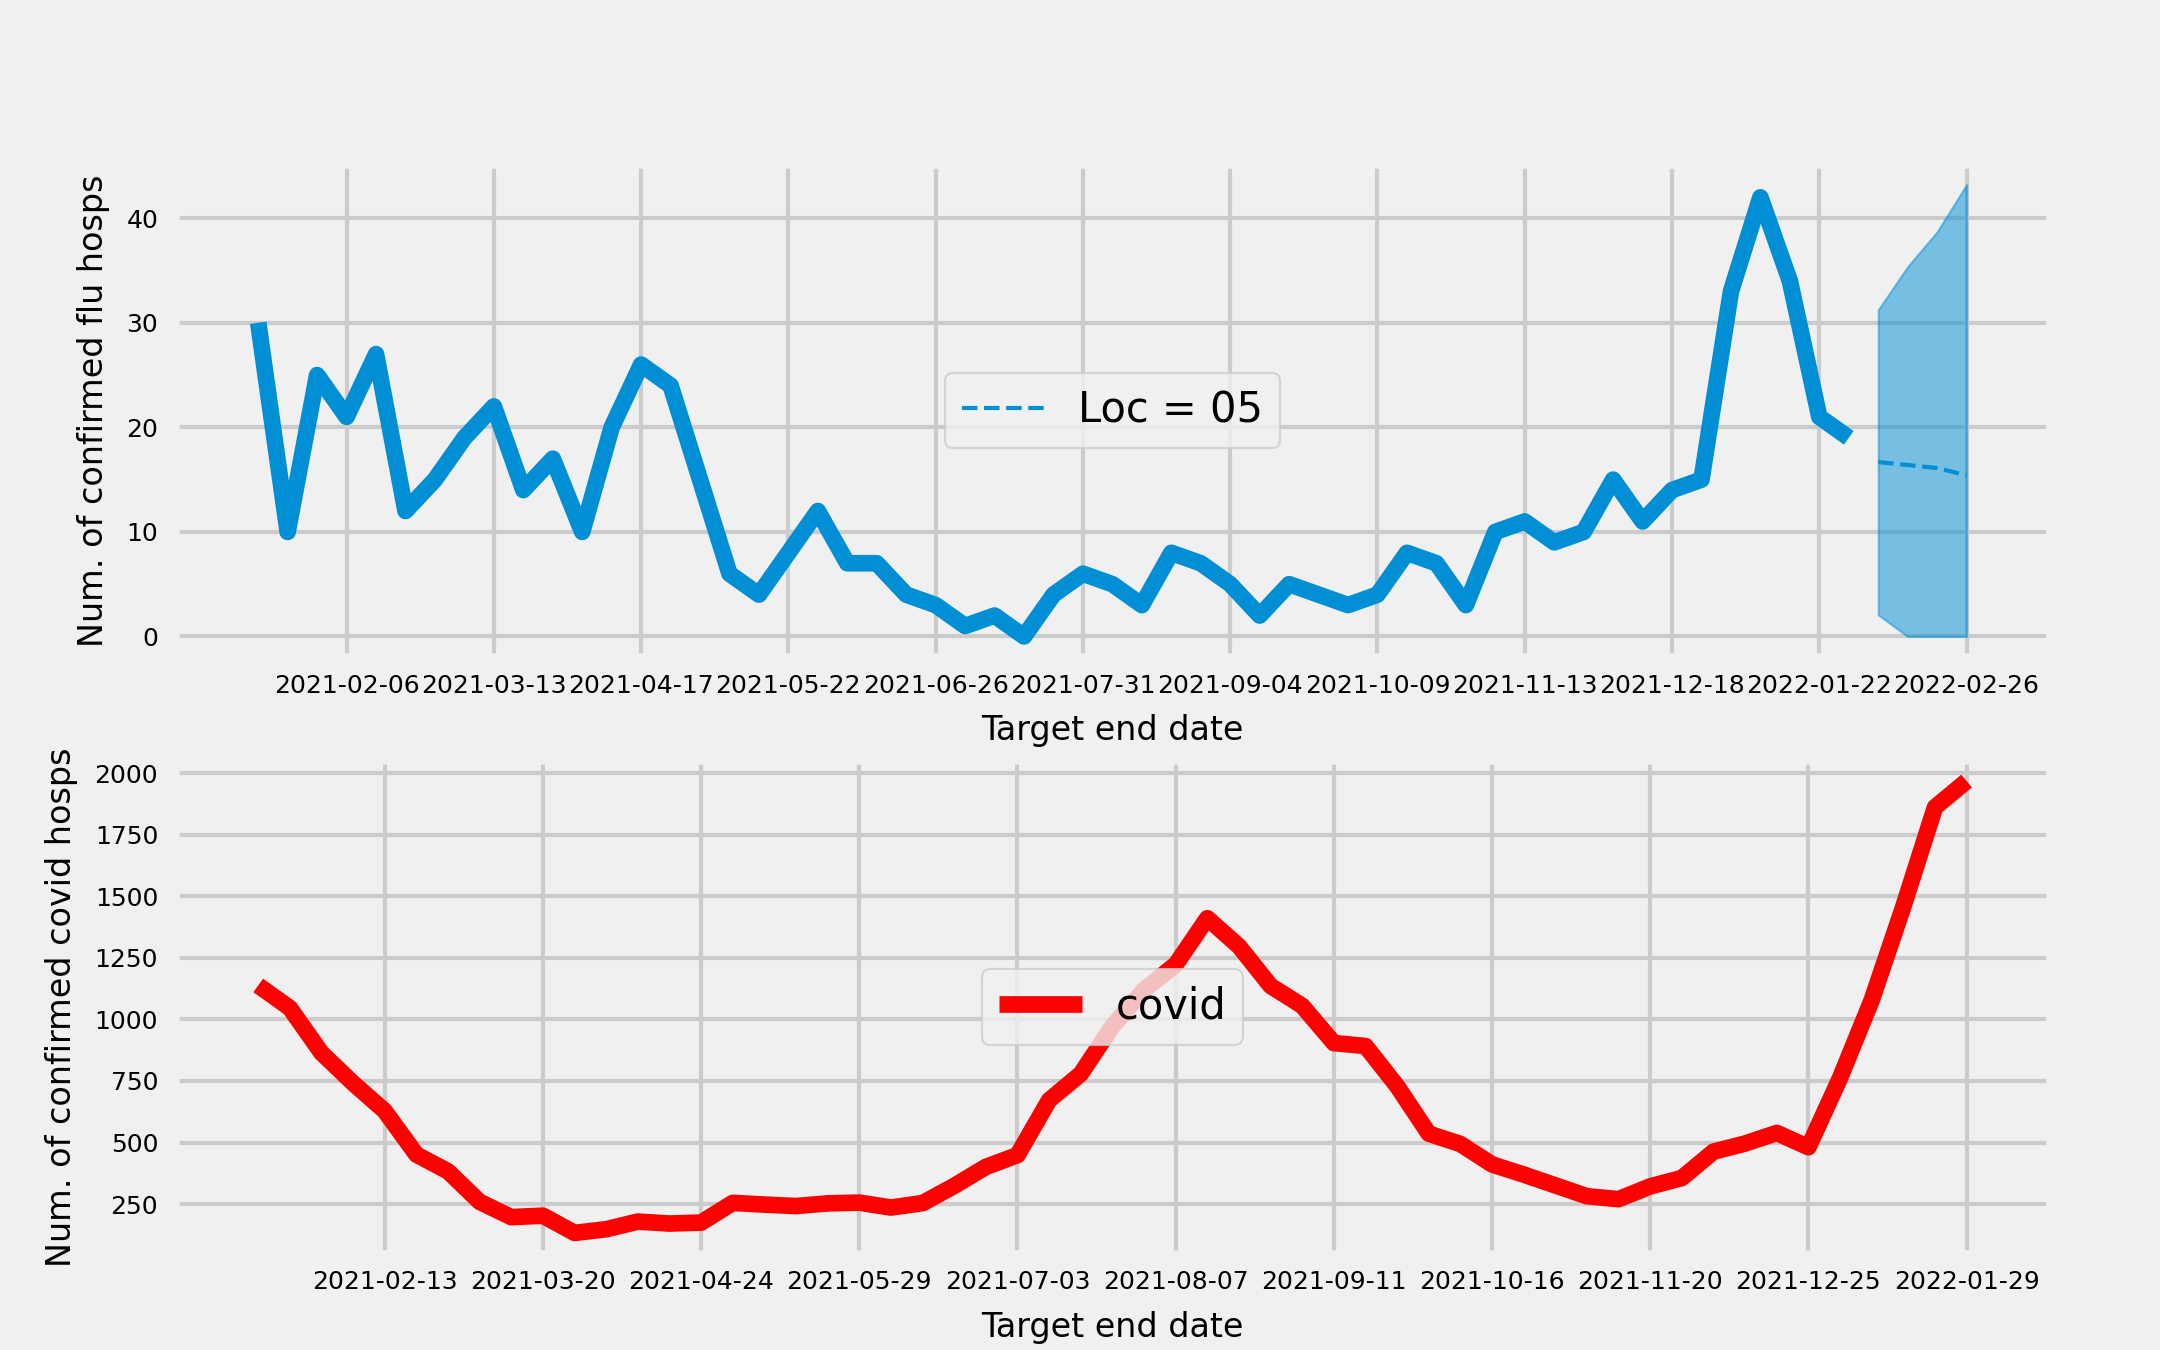 Num. of confirmed flu hosps
40
30
20
10
0
Loc = 05
2021-02-06 2021-03-13 2021-04-17 2021-05-22 2021-06-26 2021-07-31 2021-09-04 2021-10-09 2021-11-13 2021-12-18 2022-01-22 2022-02-26
Target end date
Num. of confirmed covid hosps
2000
1750
1500
1250
1000
750
500
250
covid
2021-02-13 2021-03-20 2021-04-24 2021-05-29 2021-07-03 2021-08-07 2021-09-11 2021-10-16 2021-11-20 2021-12-25 2022-01-29
Target end date